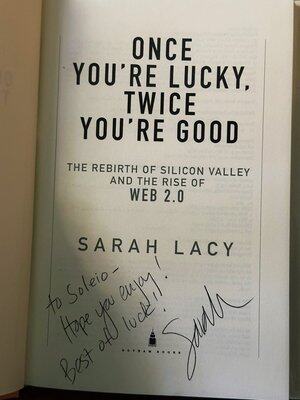 ONCE
YOU'RE LUCKY,
TWICE
YOU'RE GOOD
THE REBIRTH OF SILICON VALLEY
AND THE RISE OF
WEB 2.0
SARAH LACY
to Soleio-
Hope you enjoy!
Best of luck!!
Sarah
GOTHAM BOOKS